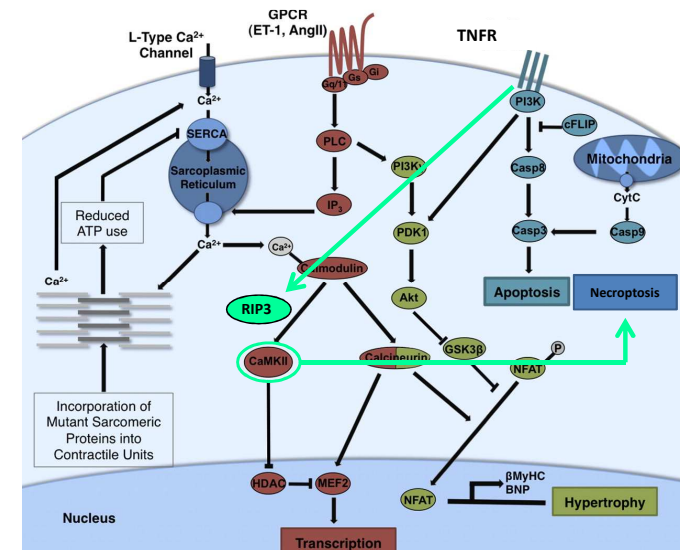 GPCR
(ET-1, AngII)
TNFR
L-Type Ca²⁺
Channel
Gq/11
Gs
Gi
PI3K
Ca²⁺
SERCA
cFLIP
PLC
Mitochondria
Casp8
PI3Kγ
Sarcoplasmic
Reticulum
CytC
IP₃
Reduced
ATP use
PDK1
Casp3
Casp9
Ca²⁺
Ca²⁺
Ca²⁺
Calmodulin
Apoptosis
Necroptosis
RIP3
Akt
GSK3β
P
CaMKII
Calcineurin
NFAT
Incorporation of
Mutant Sarcomeric
Proteins into
Contractile Units
HDAC
MEF2
NFAT
βMyHC
BNP
Hypertrophy
Nucleus
Transcription